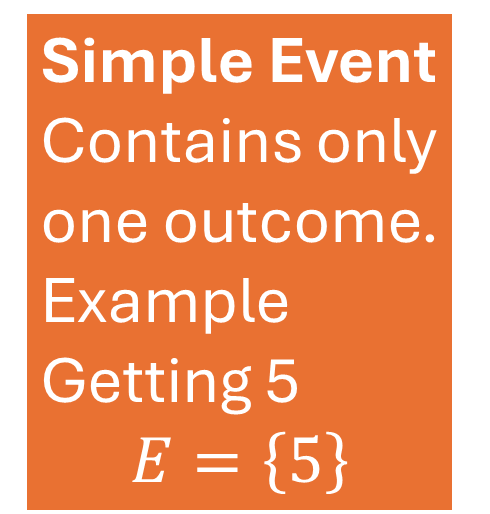 Simple Event
Contains only
one outcome.
Example
Getting 5
𝐸 = {5}